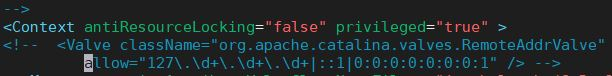 -->
<Context antiResourceLocking="false" privileged="true" >
<!--  <Valve className="org.apache.catalina.valves.RemoteAddrValve"
         allow="127\.\d+\.\d+\.\d+|::1|0:0:0:0:0:0:0:1" /> -->